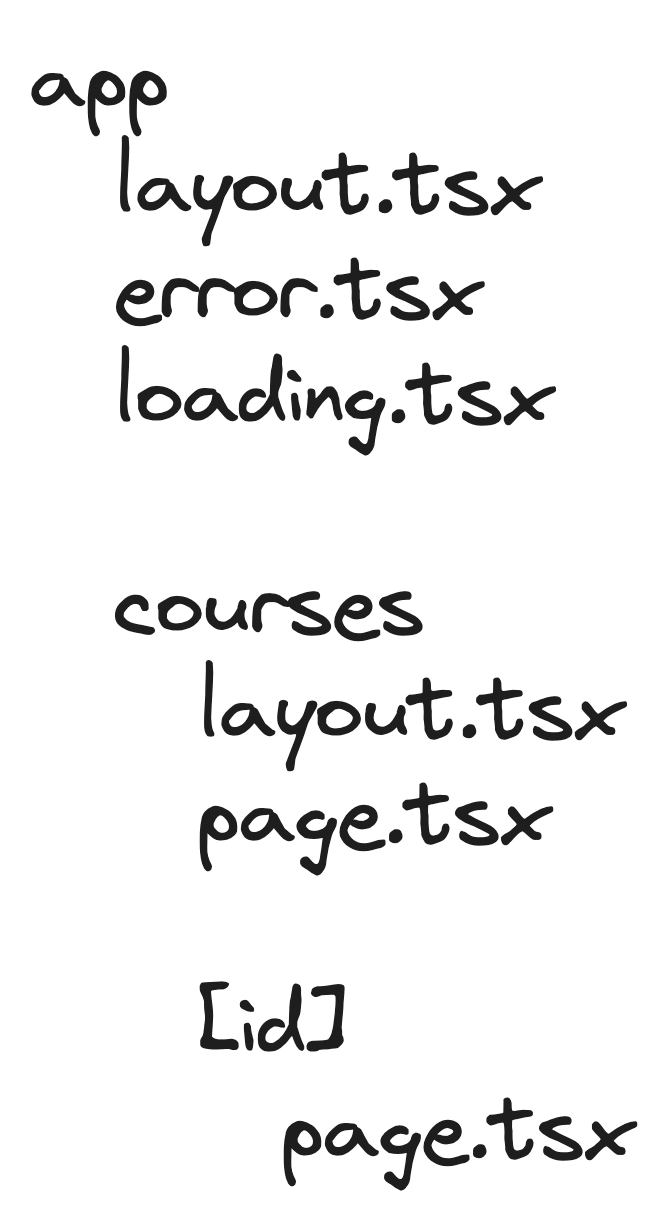 app
layout.tsx
error.tsx
loading.tsx
courses
layout.tsx
page.tsx
[id]
page.tsx